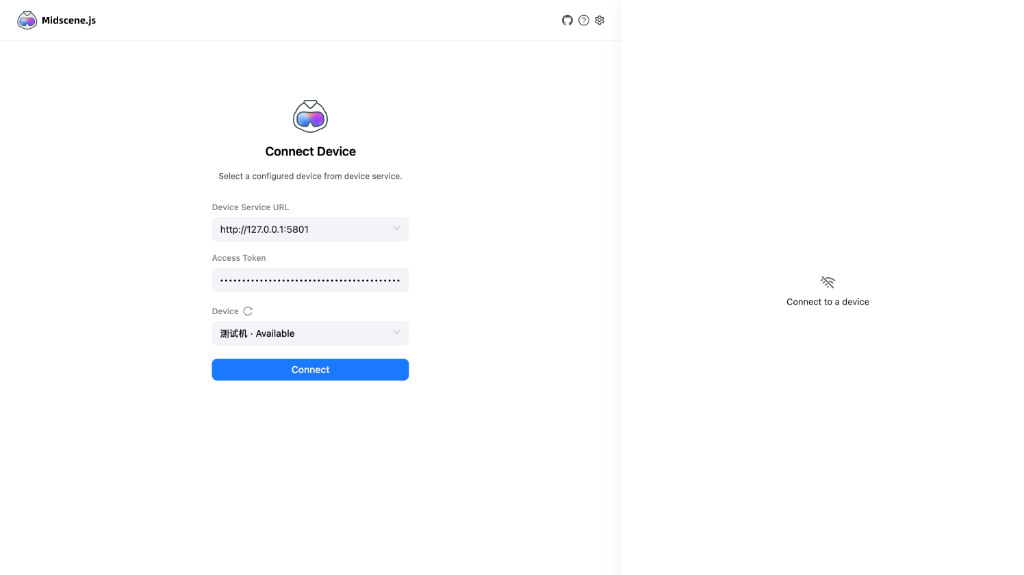 Midscene.js
Connect Device
Select a configured device from device service.
Device Service URL
http://127.0.0.1:5801
Access Token
Device
测试机 · Available
Connect
Connect to a device